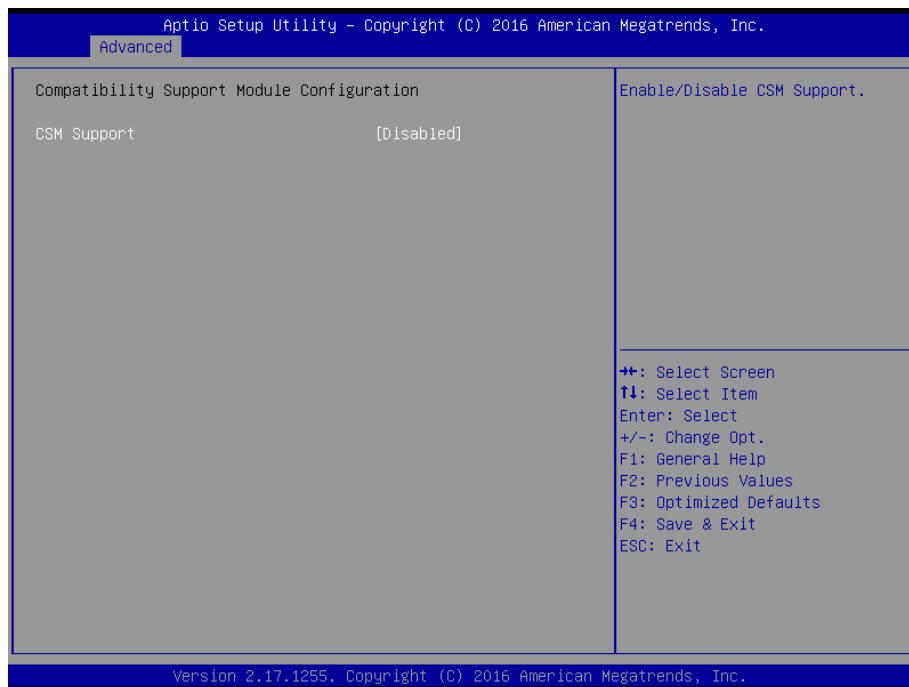 Aptio Setup Utility – Copyright (C) 2016 American Megatrends, Inc.
Advanced
Compatibility Support Module Configuration
CSM Support [Disabled]
Enable/Disable CSM Support.
→←: Select Screen
↑↓: Select Item
Enter: Select
+/-: Change Opt.
F1: General Help
F2: Previous Values
F3: Optimized Defaults
F4: Save & Exit
ESC: Exit
Version 2.17.1255. Copyright (C) 2016 American Megatrends, Inc.